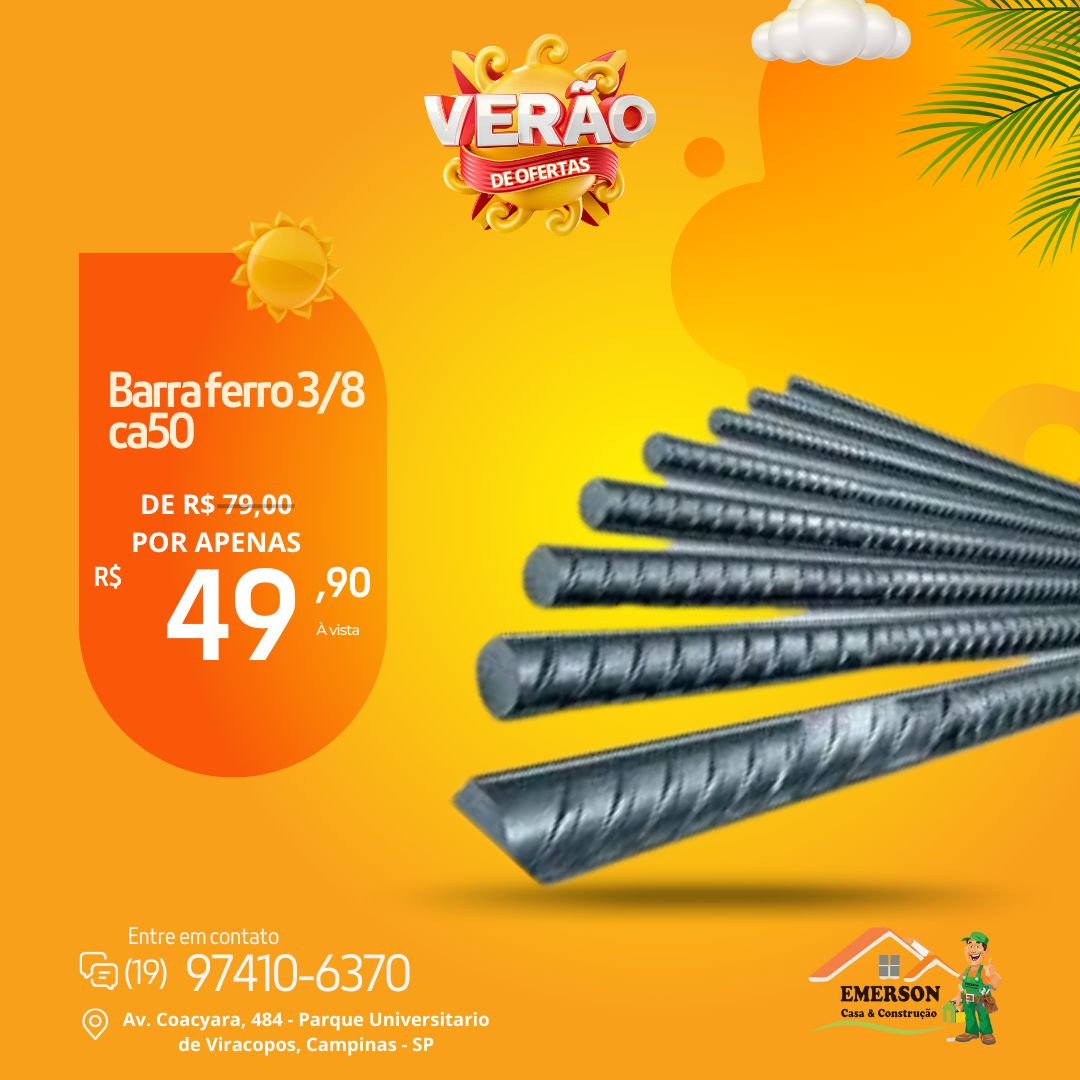 VERÃO
DE OFERTAS
Barra ferro 3/8
ca50
DE R$ 79,00
POR APENAS
R$ 49,90
À vista
Entre em contato
(19) 97410-6370
Av. Coacyara, 484 - Parque Universitario
de Viracopos, Campinas - SP
EMERSON
Casa & Construção